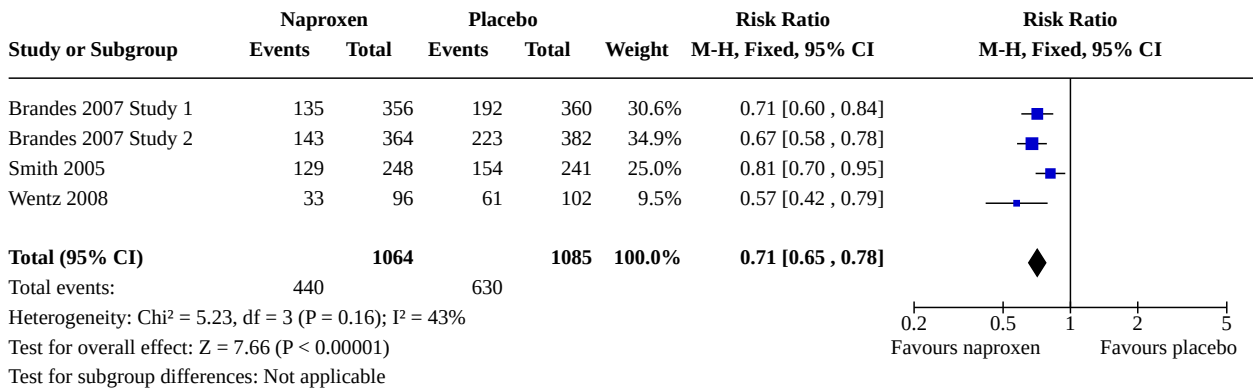 Naproxen Placebo Risk Ratio Risk Ratio
Study or Subgroup Events Total Events Total Weight M-H, Fixed, 95% CI M-H, Fixed, 95% CI
Brandes 2007 Study 1 135 356 192 360 30.6% 0.71 [0.60 , 0.84]
Brandes 2007 Study 2 143 364 223 382 34.9% 0.67 [0.58 , 0.78]
Smith 2005 129 248 154 241 25.0% 0.81 [0.70 , 0.95]
Wentz 2008 33 96 61 102 9.5% 0.57 [0.42 , 0.79]
Total (95% CI) 1064 1085 100.0% 0.71 [0.65 , 0.78]
Total events: 440 630
Heterogeneity: Chi² = 5.23, df = 3 (P = 0.16); I² = 43%
Test for overall effect: Z = 7.66 (P < 0.00001)
Test for subgroup differences: Not applicable
0.2 0.5 1 2 5
Favours naproxen Favours placebo